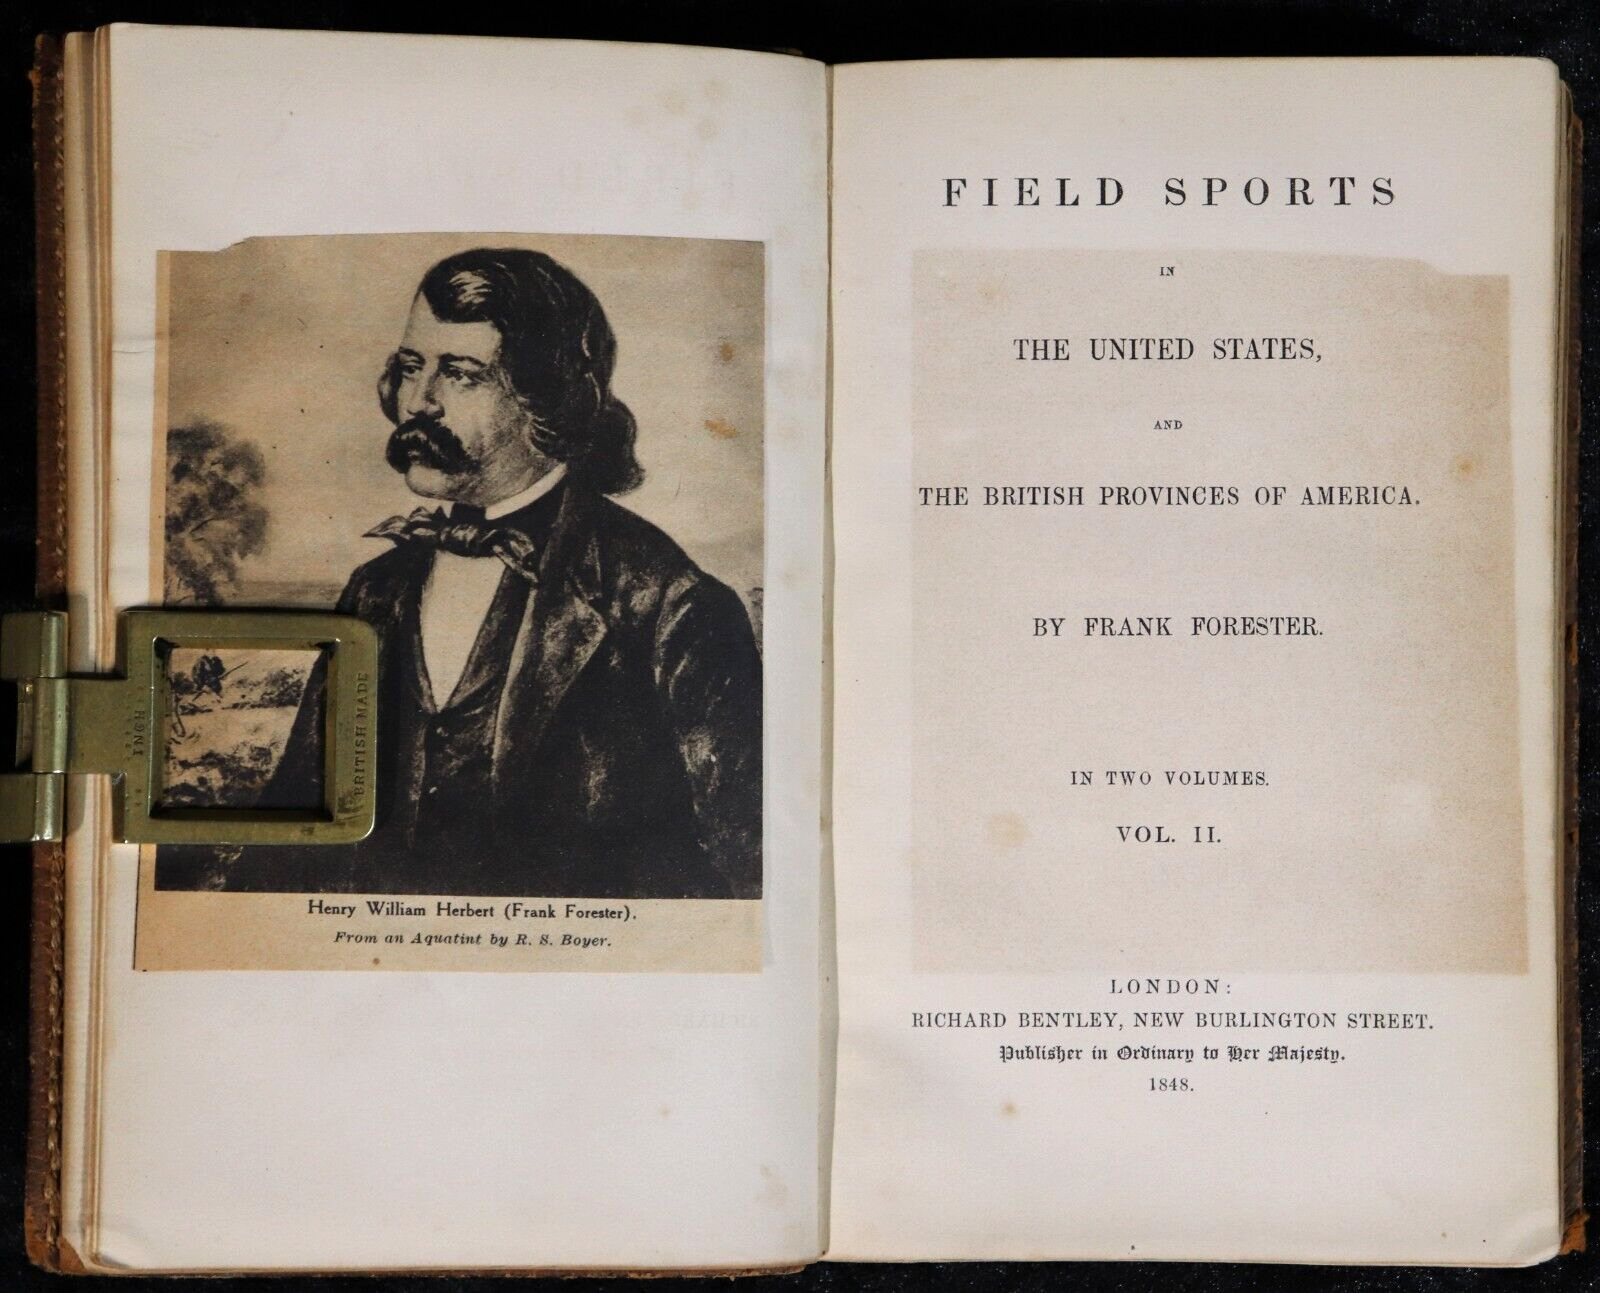 Henry William Herbert (Frank Forester).
From an Aquatint by R. S. Boyer.
INCH
BRITISH MADE
FIELD SPORTS
IN
THE UNITED STATES,
AND
THE BRITISH PROVINCES OF AMERICA.
BY FRANK FORESTER.
IN TWO VOLUMES.
VOL. II.
LONDON:
RICHARD BENTLEY, NEW BURLINGTON STREET.
Publisher in Ordinary to Her Majesty.
1848.